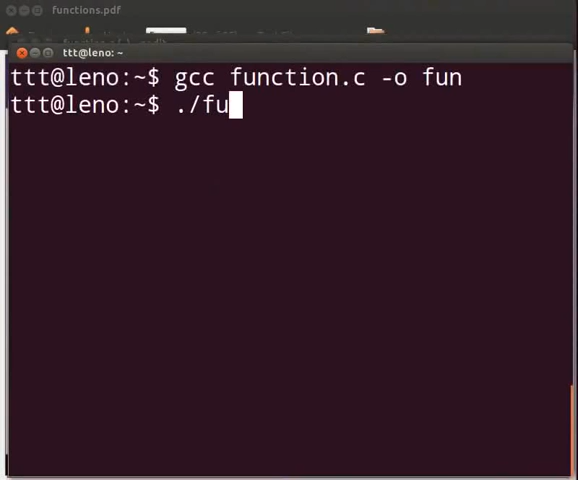 functions.pdf
ttt@leno: ~
ttt@leno:~$ gcc function.c -o fun
ttt@leno:~$ ./fu